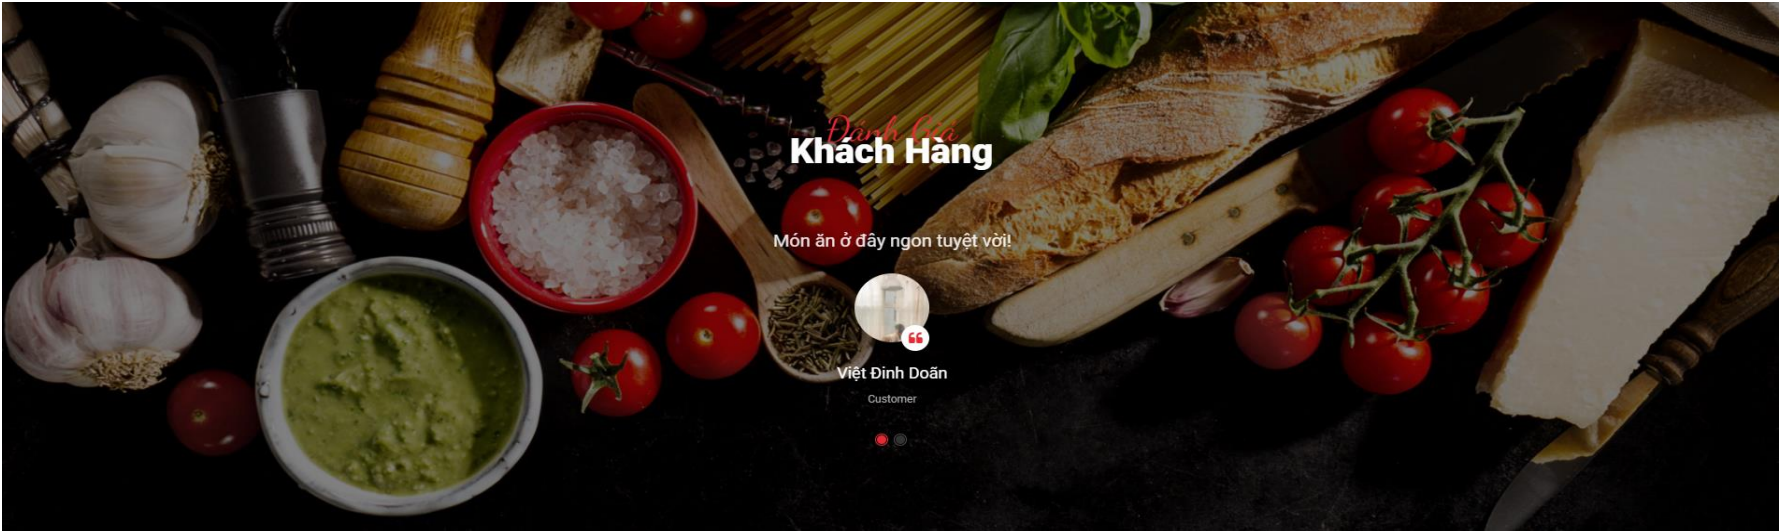 Đánh Giá
Khách Hàng
Món ăn ở đây ngon tuyệt vời!
Việt Đinh Doãn
Customer